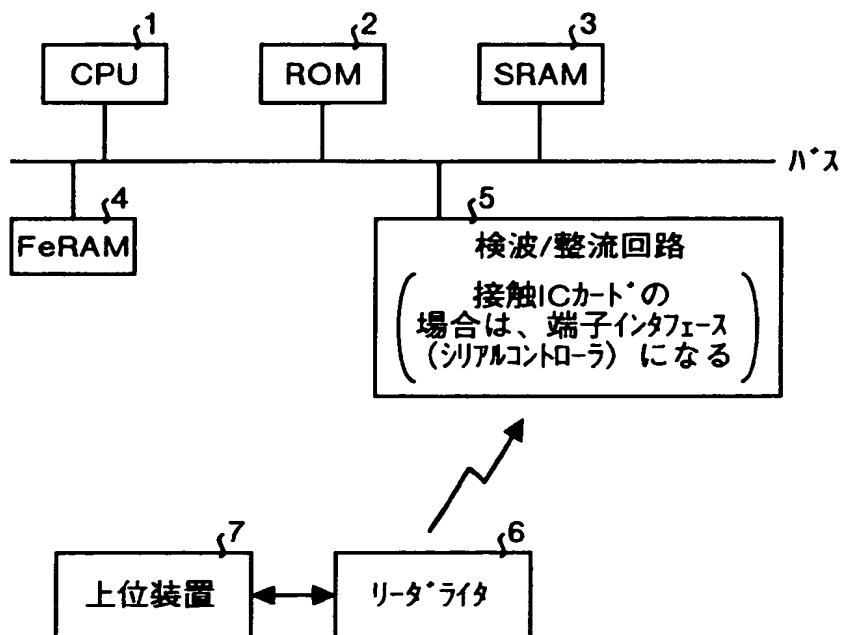 1
CPU
2
ROM
3
SRAM
バス
4
FeRAM
5
検波/整流回路
接触ICカードの
場合は、端子インタフェース
(シリアルコントローラ)になる
7
上位装置
6
リーダライタ